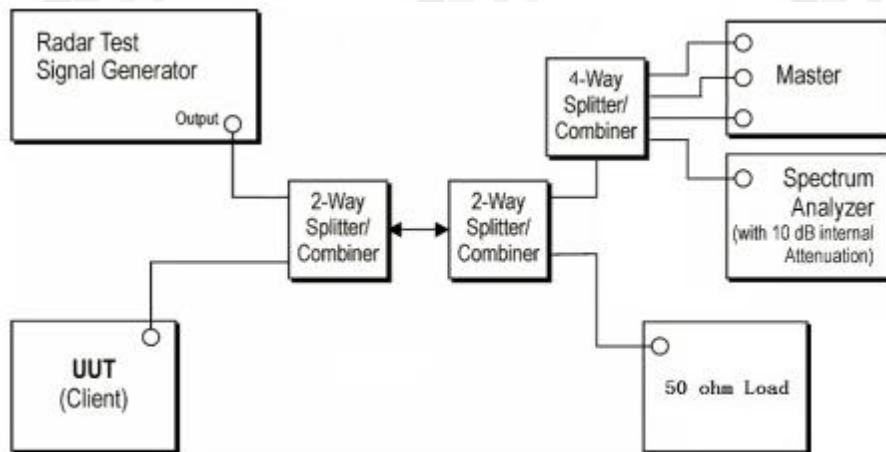 Radar Test
Signal Generator
Output
4-Way
Splitter/
Combiner
Master
2-Way
Splitter/
Combiner
2-Way
Splitter/
Combiner
Spectrum
Analyzer
(with 10 dB internal
Attenuation)
UUT
(Client)
50 ohm Load